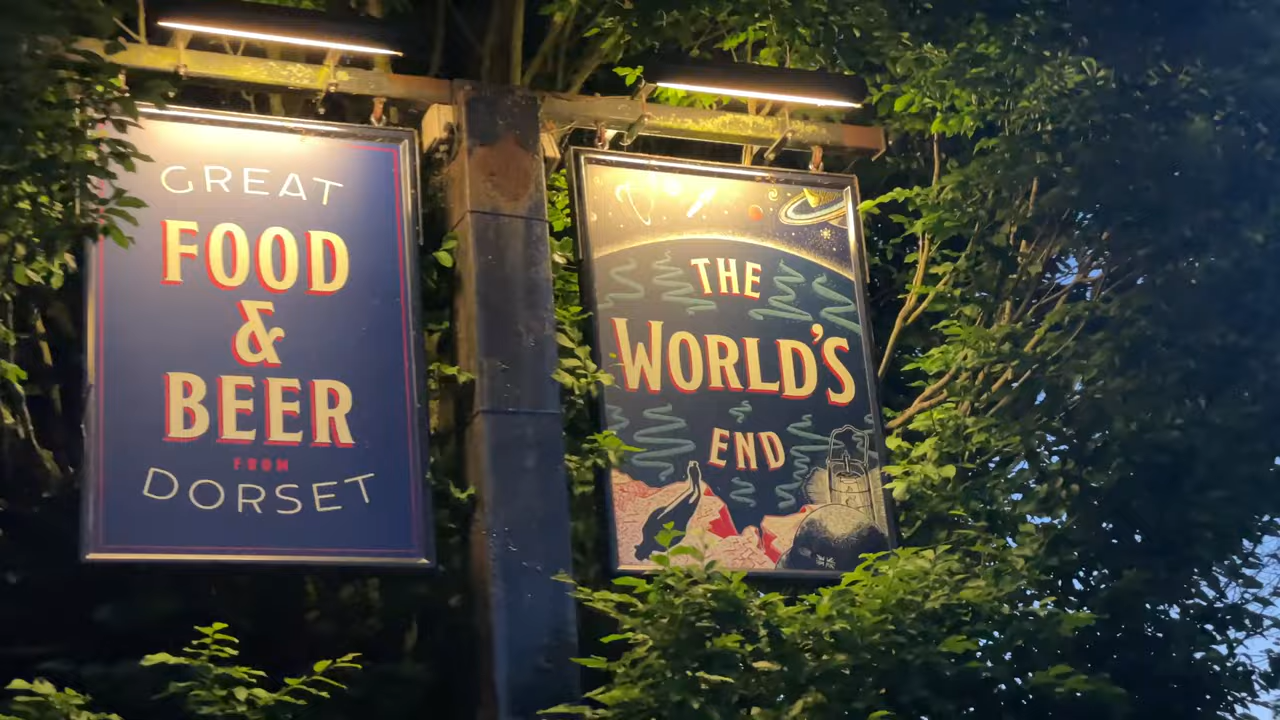 GREAT
FOOD
&
BEER
FROM
DORSET
THE
WORLD'S
END